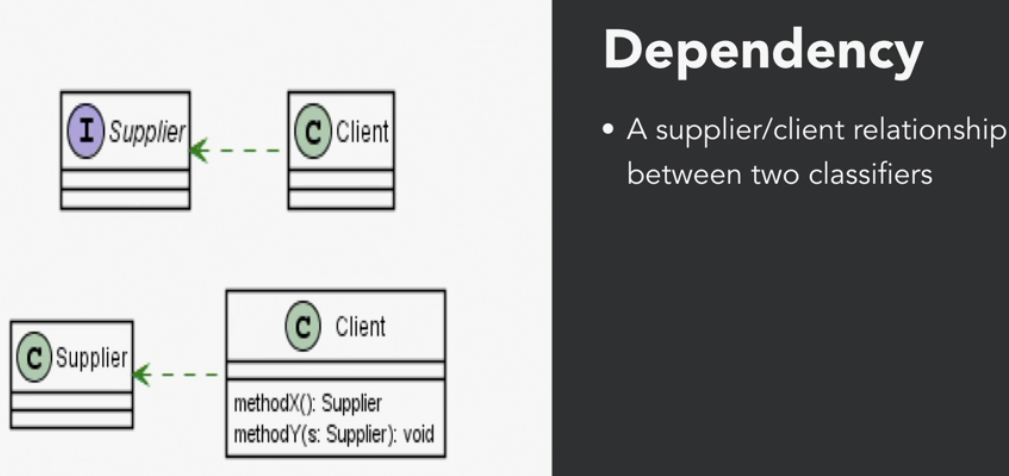 I Supplier
C Client
C Supplier
C Client
methodX(): Supplier
methodY(s: Supplier): void
Dependency
• A supplier/client relationship
between two classifiers